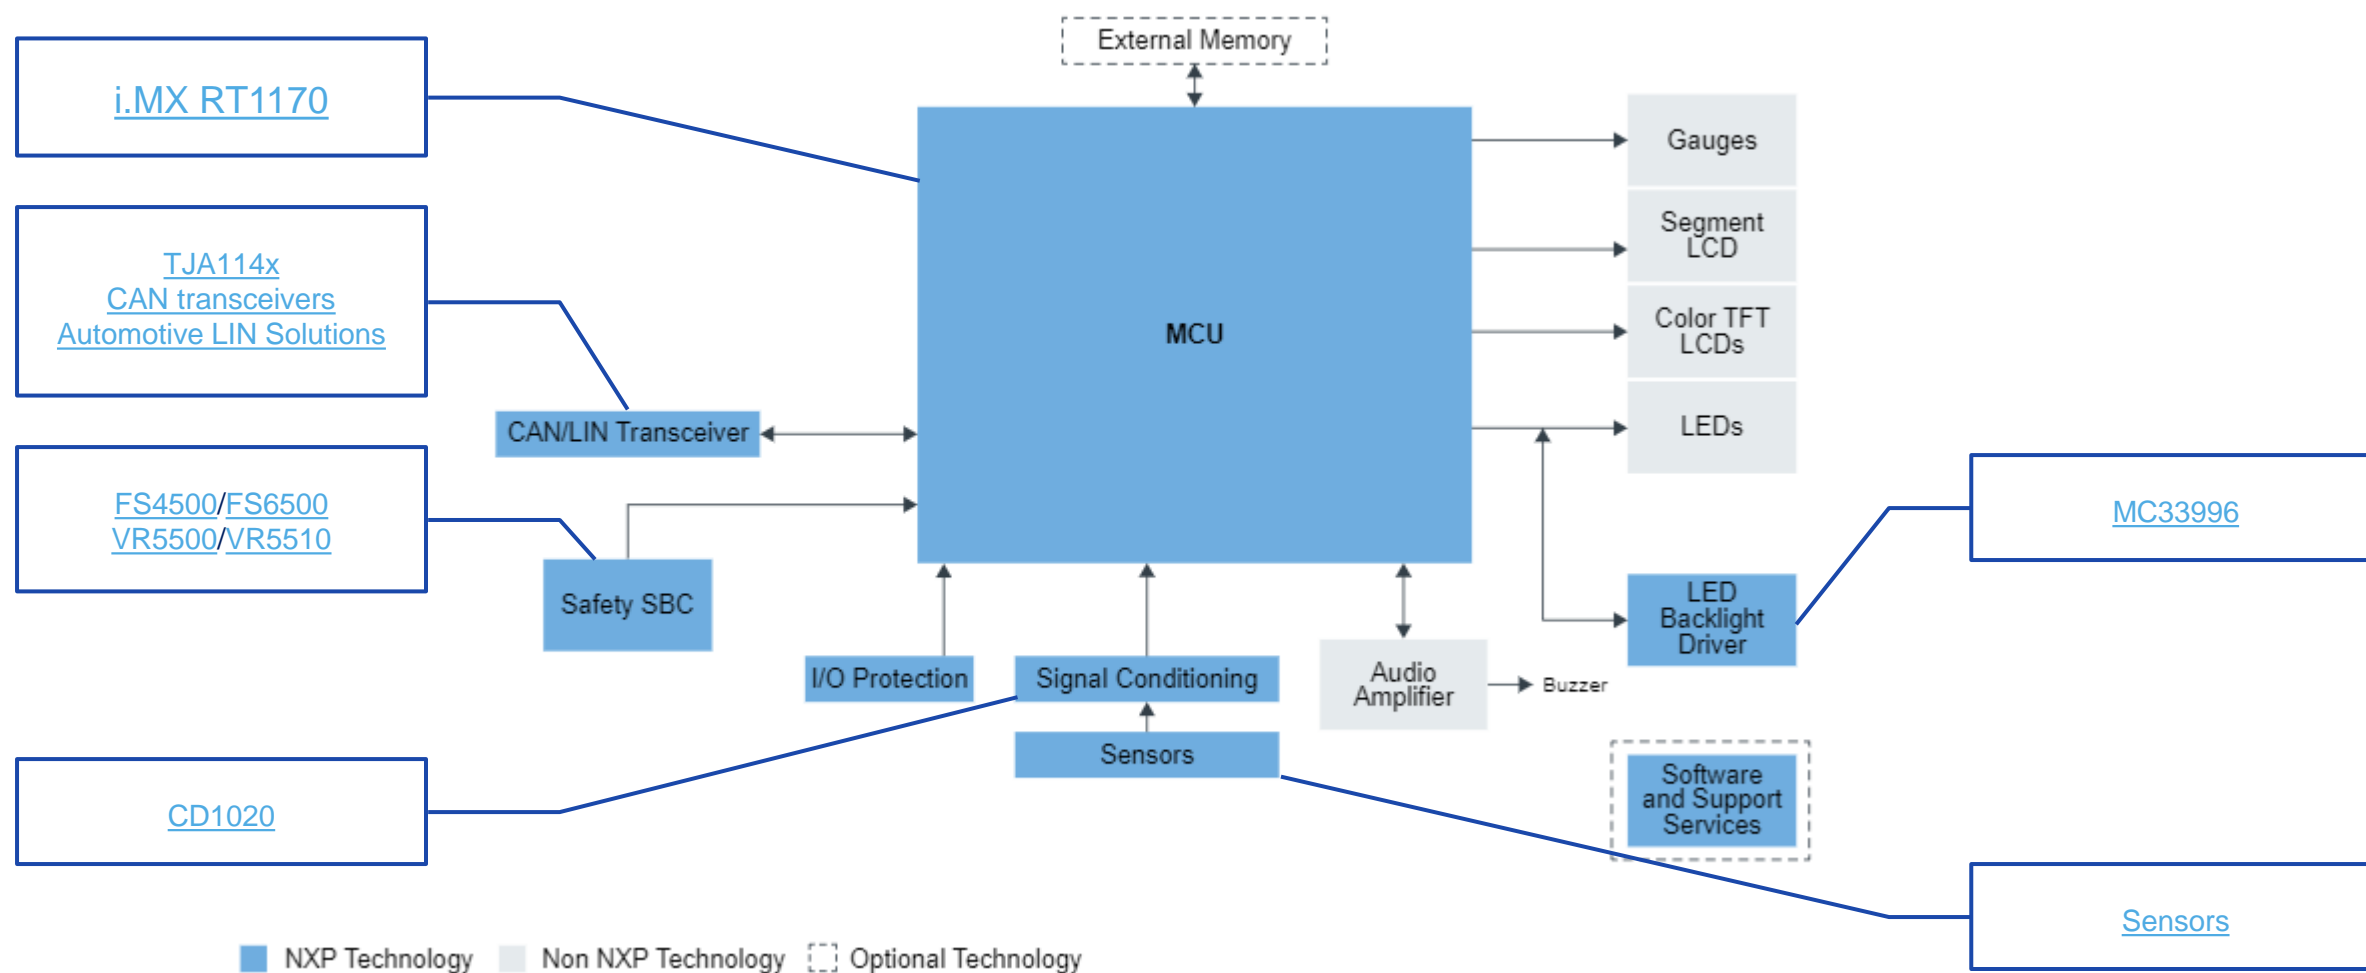 External Memory
i.MX RT1170
TJA114x
CAN transceivers
Automotive LIN Solutions
FS4500/FS6500
VR5500/VR5510
CD1020
MCU
CAN/LIN Transceiver
Safety SBC
I/O Protection
Signal Conditioning
Sensors
Audio
Amplifier
Buzzer
Gauges
Segment
LCD
Color TFT
LCDs
LEDs
LED
Backlight
Driver
MC33996
Software
and Support
Services
Sensors
NXP Technology
Non NXP Technology
Optional Technology